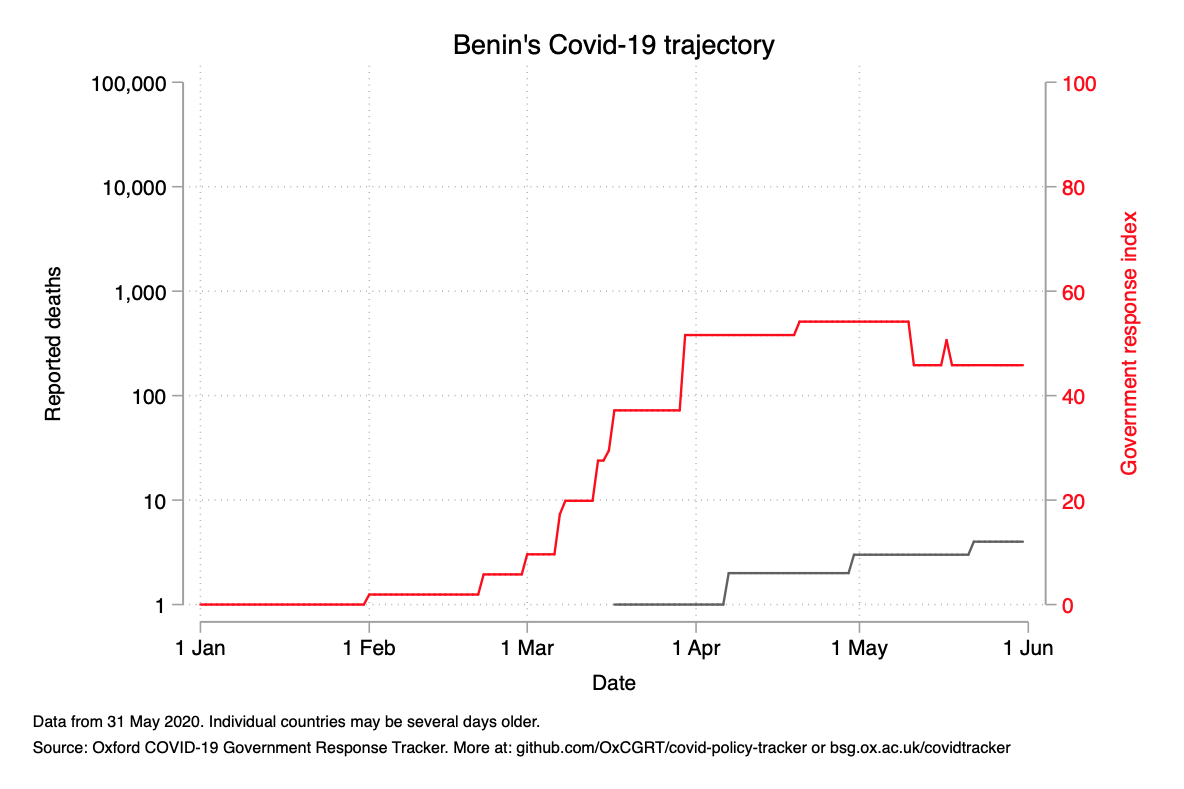 Benin's Covid-19 trajectory
100,000
10,000
1,000
100
10
1
Reported deaths
100
80
60
40
20
0
Government response index
1 Jan
1 Feb
1 Mar
1 Apr
1 May
1 Jun
Date
Data from 31 May 2020. Individual countries may be several days older.
Source: Oxford COVID-19 Government Response Tracker. More at: github.com/OxCGRT/covid-policy-tracker or bsg.ox.ac.uk/covidtracker